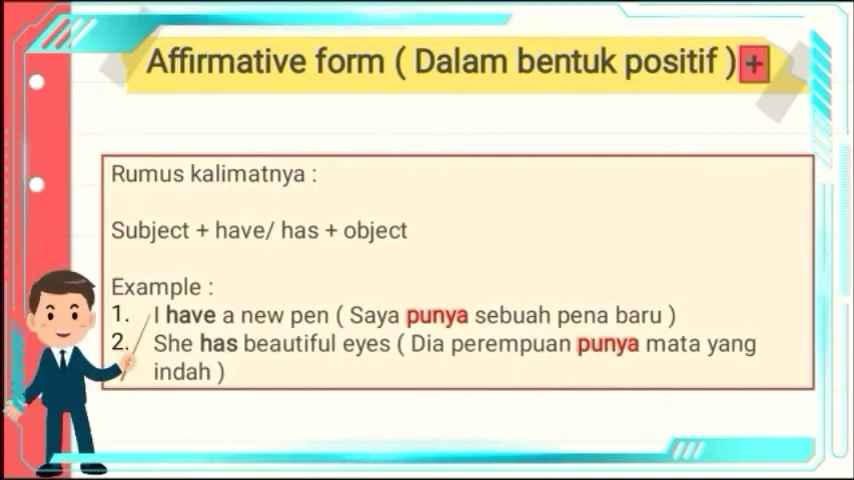 Affirmative form ( Dalam bentuk positif ) +
Rumus kalimatnya :
Subject + have/ has + object
Example :
1. I have a new pen ( Saya punya sebuah pena baru )
2. She has beautiful eyes ( Dia perempuan punya mata yang
indah )